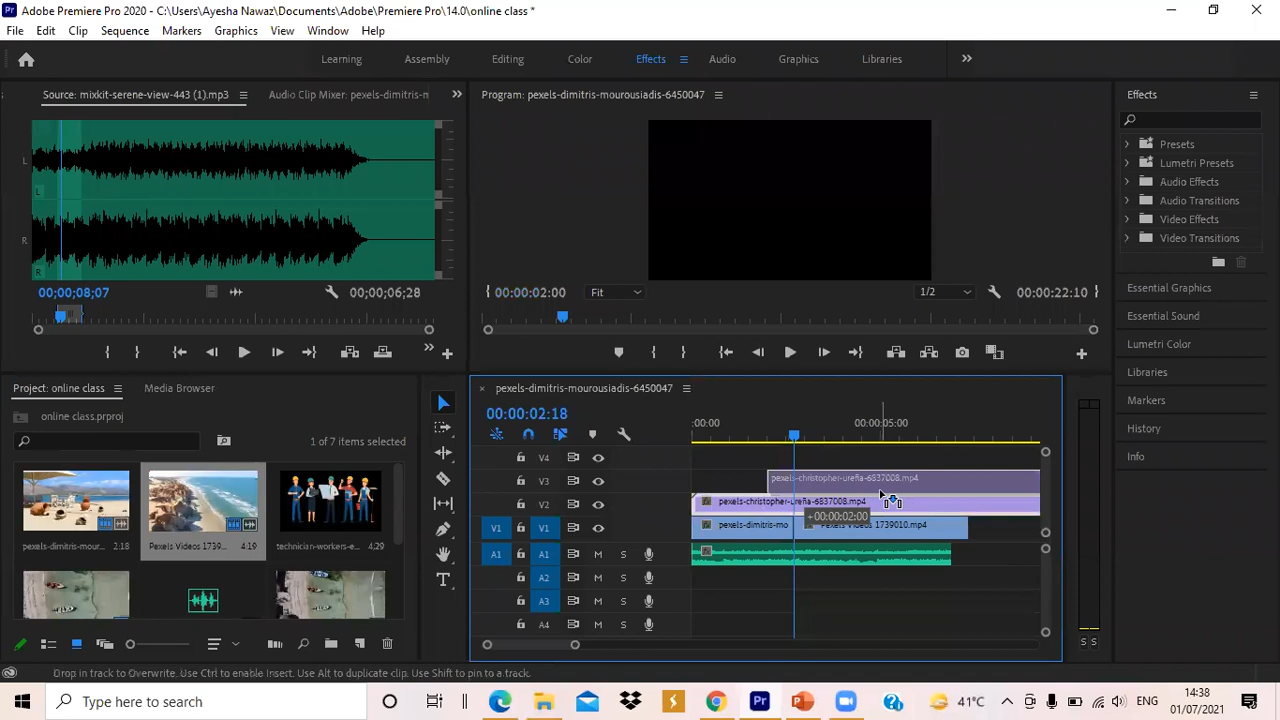 Adobe Premiere Pro 2020 - C:\Users\Ayesha Nawaz\Documents\Adobe\Premiere Pro\14.0\online class *
File Edit Clip Sequence Markers Graphics View Window Help
Learning Assembly Editing Color Effects Audio Graphics Libraries
Source: mixkit-serene-view-443 (1).mp3 Audio Clip Mixer: pexels-dimitris-m
Program: pexels-dimitris-mourousiadis-6450047
Effects
L
L
R
R
Presets
Lumetri Presets
Audio Effects
Audio Transitions
Video Effects
Video Transitions
00;00;08;07 00;00;06;28
00:00:02:00 Fit 1/2 00:00:22:10
Essential Graphics
Essential Sound
Lumetri Color
Libraries
Markers
History
Info
Project: online class Media Browser
online class.prproj
1 of 7 items selected
pexels-dimitris-mour... 2:18
Pexels Videos 1739... 4:19
technician-workers-e...
pexels-dimitris-mourousiadis-6450047
00:00:02:18
:00:00 00:00:05:00
V4
V3 pexels-christopher-ureña-6837008.mp4
V2 pexels-christopher-ureña-6837008.mp4
+00:00:02:00
V1 V1 pexels-dimitris-mo Pexels Videos 1739010.mp4
A1 A1 M S
A2 M S
A3 M S
A4 M S
S S
Drop in track to Overwrite. Use Ctrl to enable Insert. Use Alt to duplicate clip. Use Shift to pin to a track.
Type here to search
Pr
41°C
ENG
14:38
01/07/2021